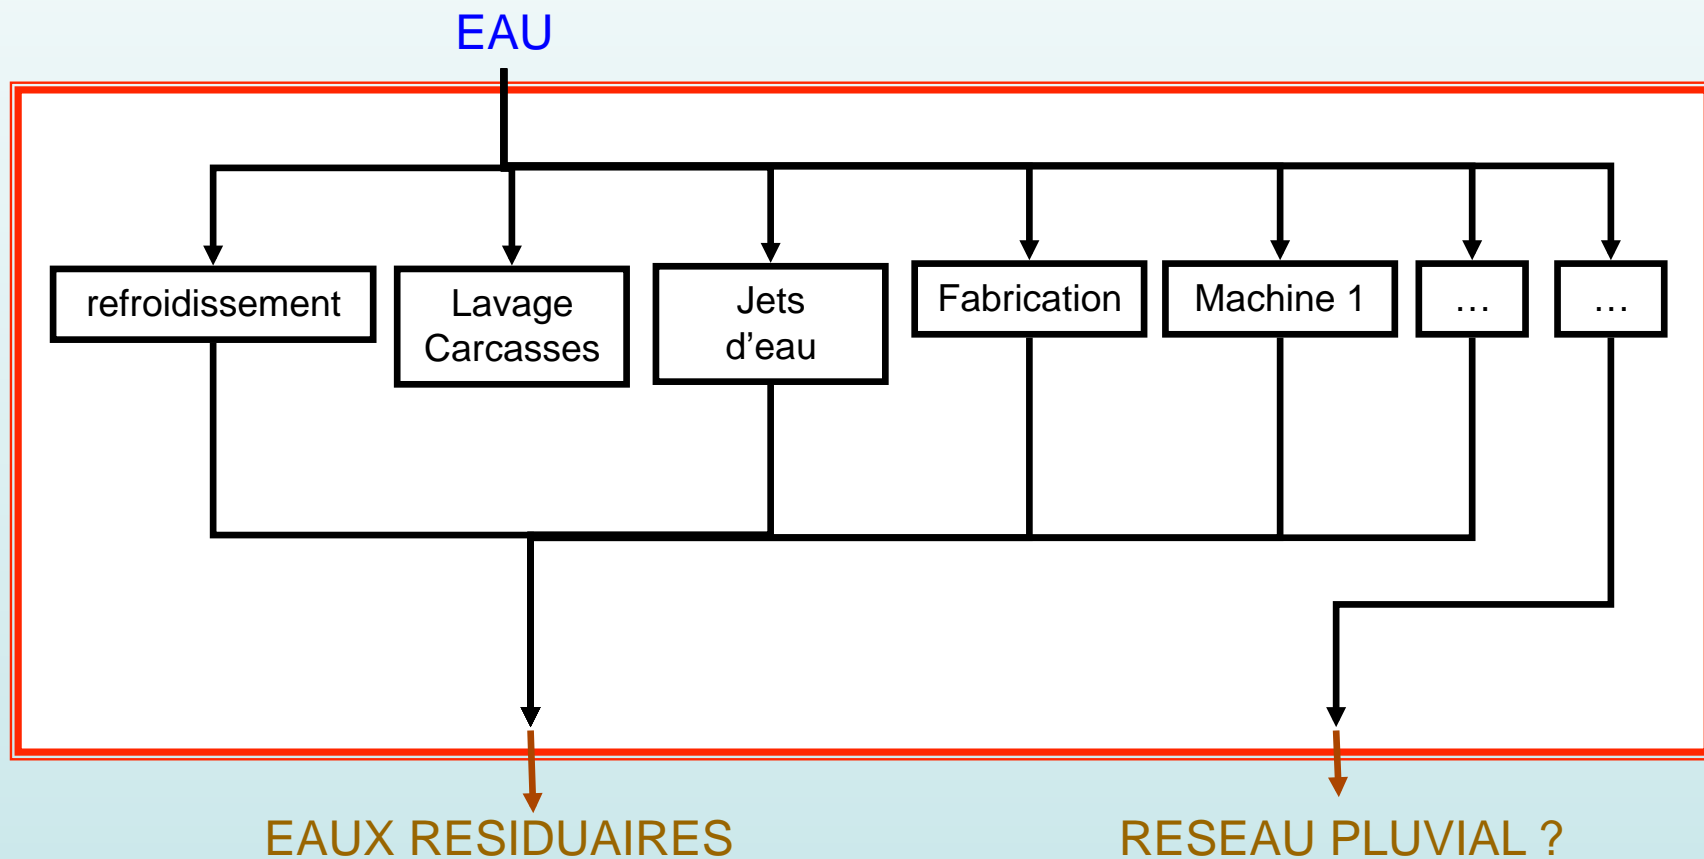 EAU
refroidissement
Lavage
Carcasses
Jets
d’eau
Fabrication
Machine 1
…
…
EAUX RESIDUAIRES
RESEAU PLUVIAL ?